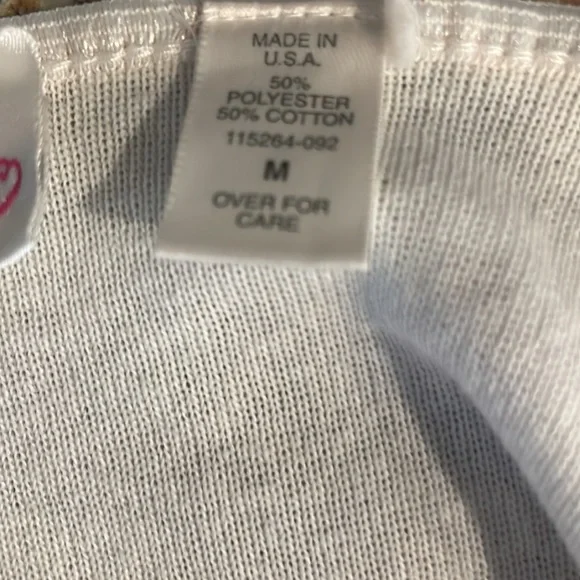 MADE IN
U.S.A.
50%
POLYESTER
50% COTTON
115264-092
M
OVER FOR
CARE